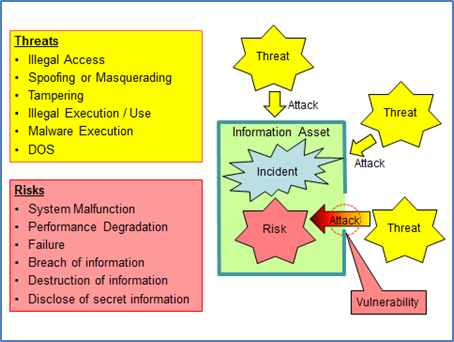 Threats
• Illegal Access
• Spoofing or Masquerading
• Tampering
• Illegal Execution / Use
• Malware Execution
• DOS
Risks
• System Malfunction
• Performance Degradation
• Failure
• Breach of information
• Destruction of information
• Disclose of secret information
Threat
Attack
Threat
Attack
Information Asset
Incident
Risk
Attack
Threat
Vulnerability